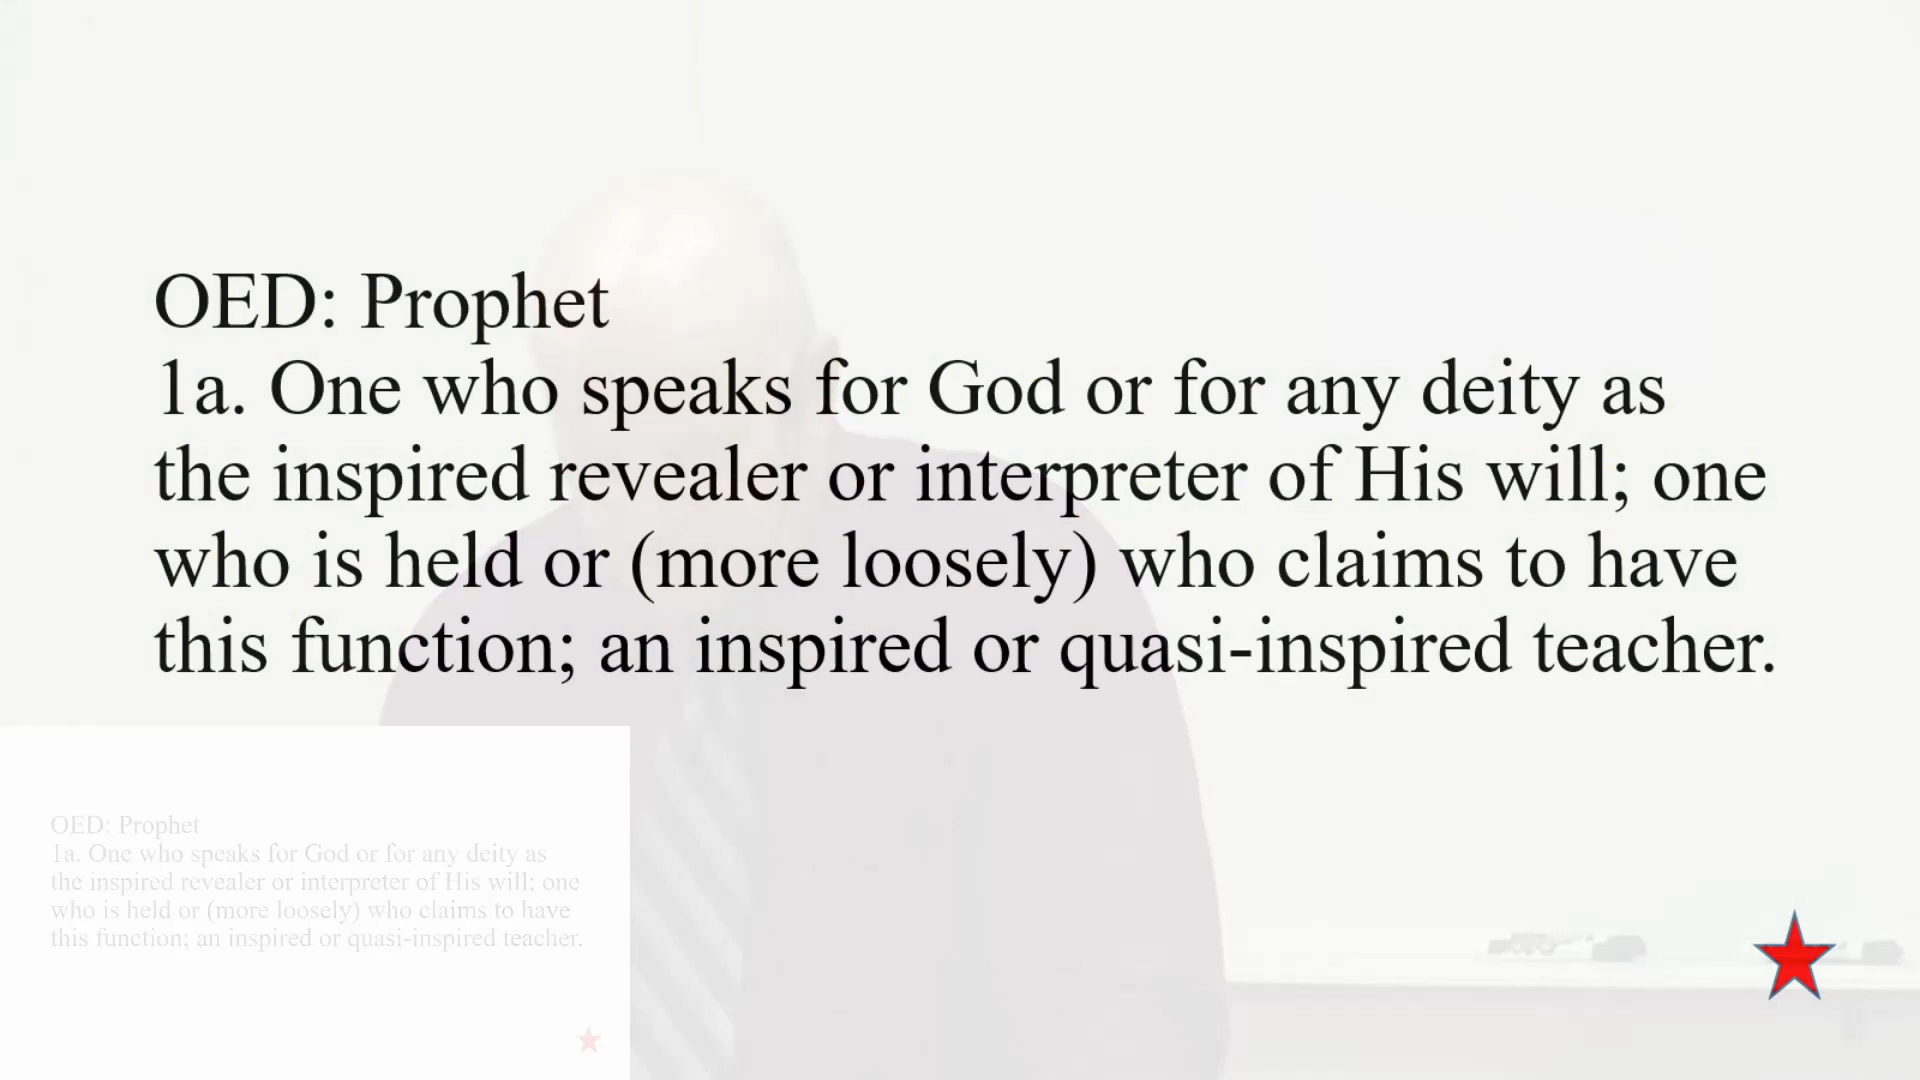 OED: Prophet
1a. One who speaks for God or for any deity as
the inspired revealer or interpreter of His will; one
who is held or (more loosely) who claims to have
this function; an inspired or quasi-inspired teacher.
OED: Prophet
1a. One who speaks for God or for any deity as
the inspired revealer or interpreter of His will; one
who is held or (more loosely) who claims to have
this function; an inspired or quasi-inspired teacher.